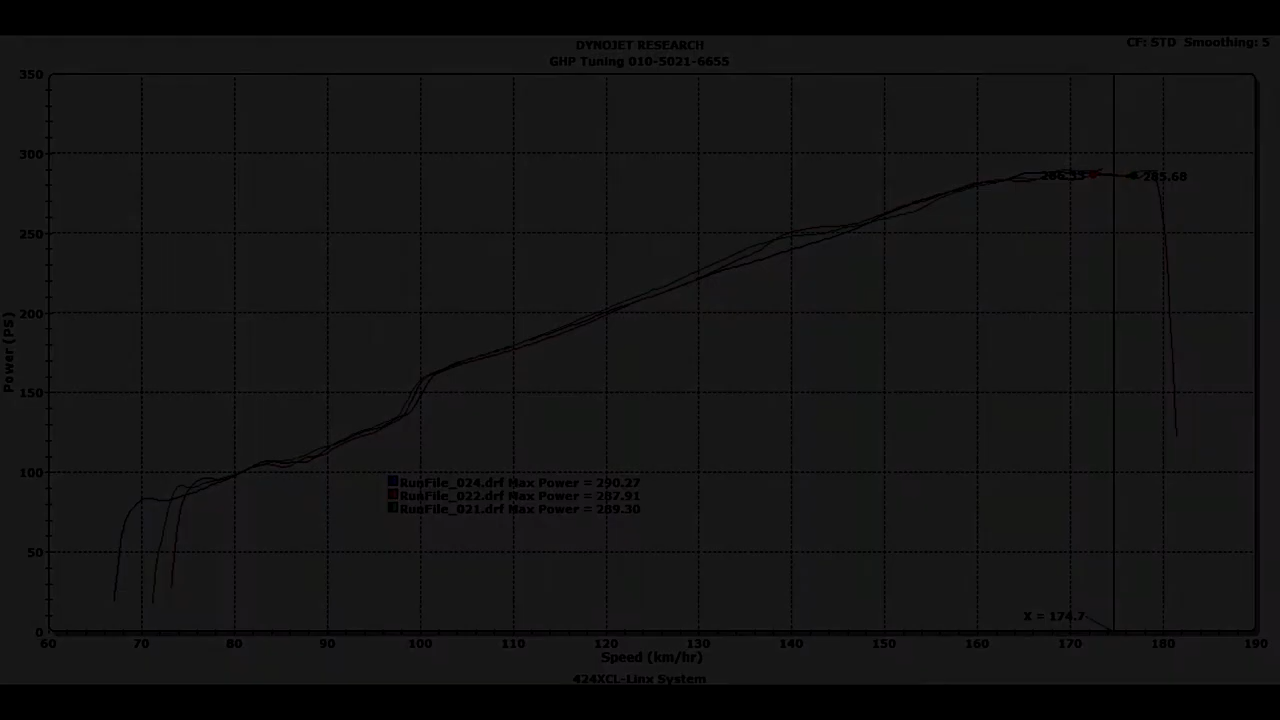 DYNOJET RESEARCH
CF: STD Smoothing: 5
GHP Tuning 010-5021-6655
350
300
250
200
150
100
50
0
Power (PS)
286.33
285.68
RunFile_024.drf Max Power = 290.27
RunFile_022.drf Max Power = 287.91
RunFile_021.drf Max Power = 289.30
X = 174.7
60 70 80 90 100 110 120 130 140 150 160 170 180 190
Speed (km/hr)
424XCL-Linx System